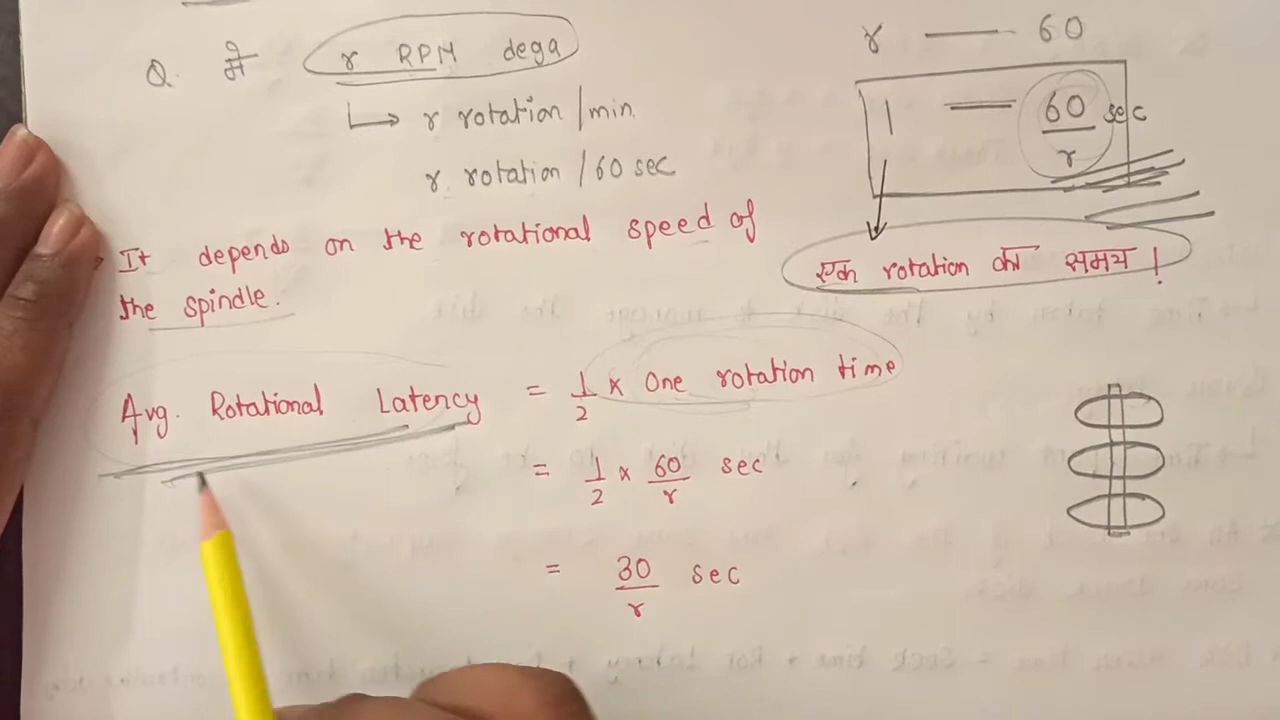 Q. में r RPM dega
r rotation /min.
r rotation /60 sec
r — 60
1 — 60/r sec
एक rotation का समय !
It depends on the rotational speed of
the spindle.
Avg. Rotational Latency = 1/2 x One rotation time
= 1/2 x 60/r sec
= 30/r sec